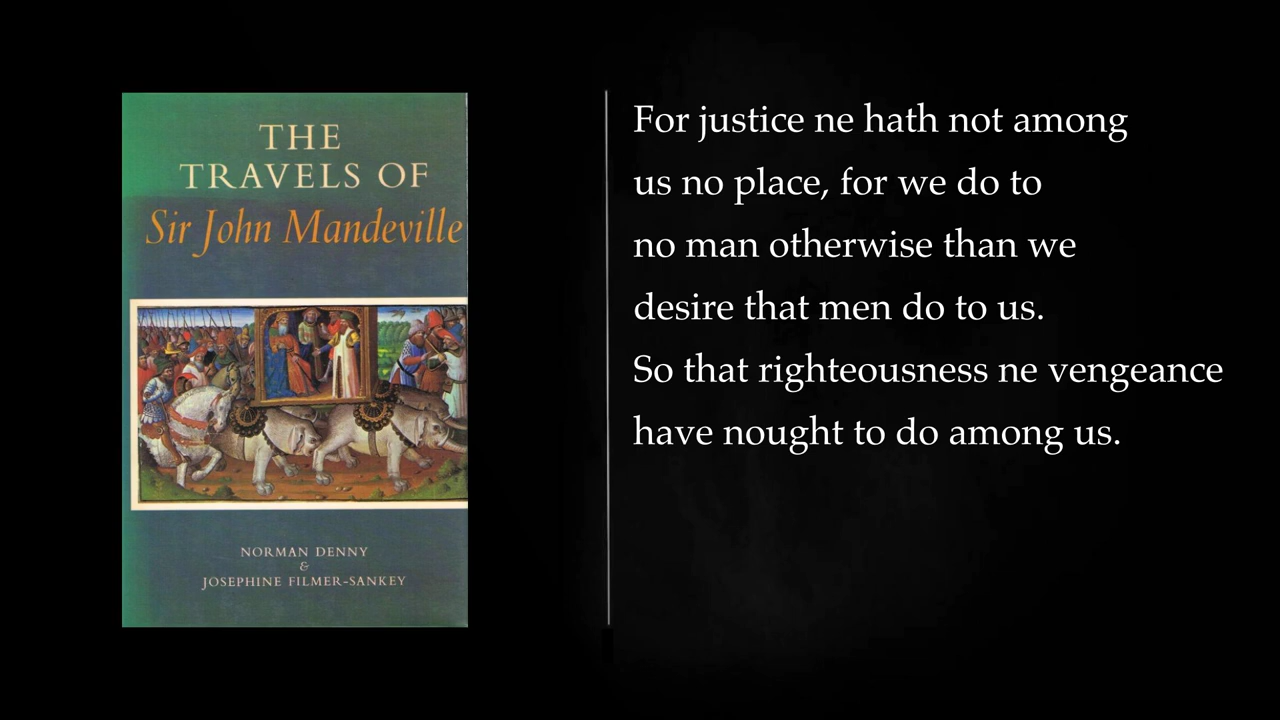 THE
TRAVELS OF
Sir John Mandeville
NORMAN DENNY
&
JOSEPHINE FILMER-SANKEY
For justice ne hath not among
us no place, for we do to
no man otherwise than we
desire that men do to us.
So that righteousness ne vengeance
have nought to do among us.